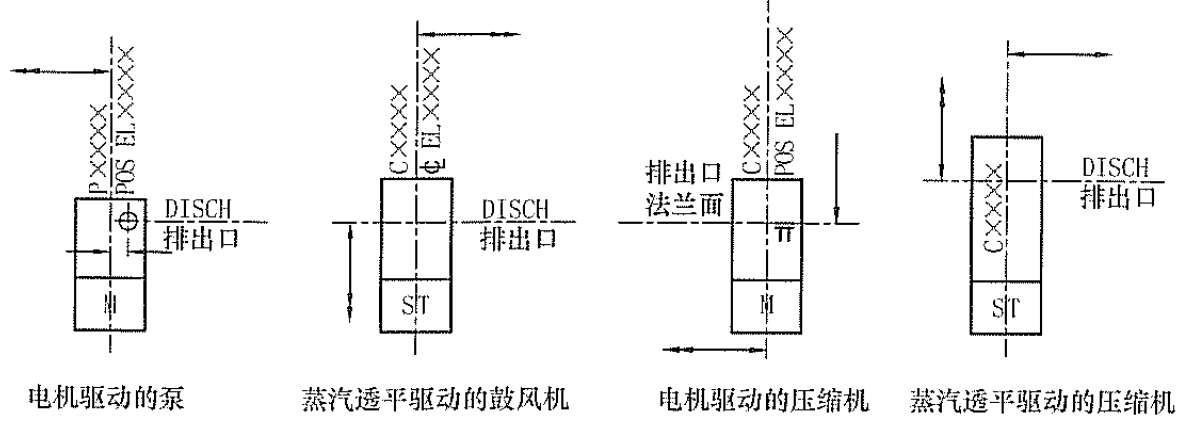 P××××
POS EL××××
DISCH
排出口
M
电机驱动的泵
C××××
℄ EL××××
DISCH
排出口
ST
蒸汽透平驱动的鼓风机
C××××
POS EL××××
排出口
法兰面
M
电机驱动的压缩机
C××××
DISCH
排出口
ST
蒸汽透平驱动的压缩机